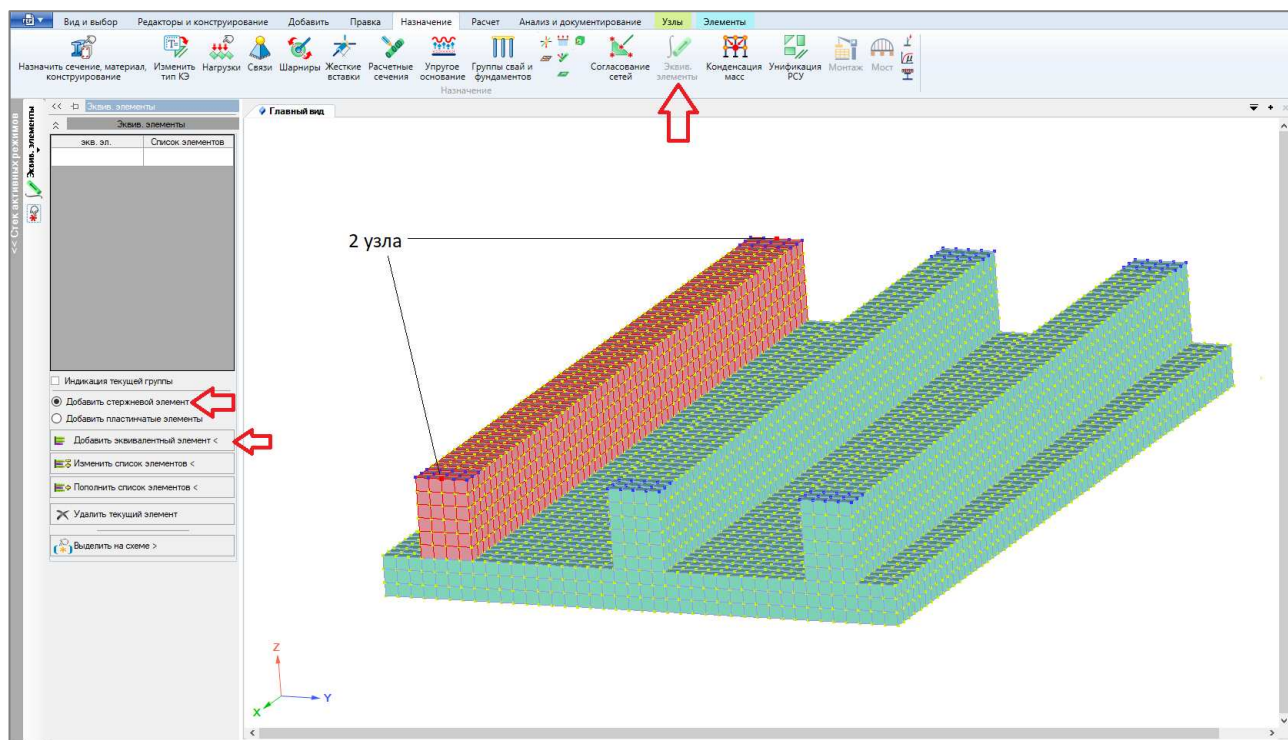 Вид и выбор Редакторы и конструирование Добавить Правка Назначение Расчет Анализ и документирование Узлы Элементы
Назначить сечение, материал, конструирование
Изменить тип КЭ
Нагрузки
Связи
Шарниры
Жесткие вставки
Расчетные сечения
Упругое основание
Группы свай и фундаментов
Согласование сетей
Эквив. элементы
Конденсация масс
Унификация РСУ
Монтаж
Мост
Назначение
<< Стек активных режимов
Эквив. элементы
<< Эквив. элементы
Эквив. элементы
экв. эл. Список элементов
Индикация текущей группы
Добавить стержневой элемент
Добавить пластинчатые элементы
Добавить эквивалентный элемент <
Изменить список элементов <
Пополнить список элементов <
Удалить текущий элемент
Выделить на схеме >
Главный вид
2 узла
Z
Y
X